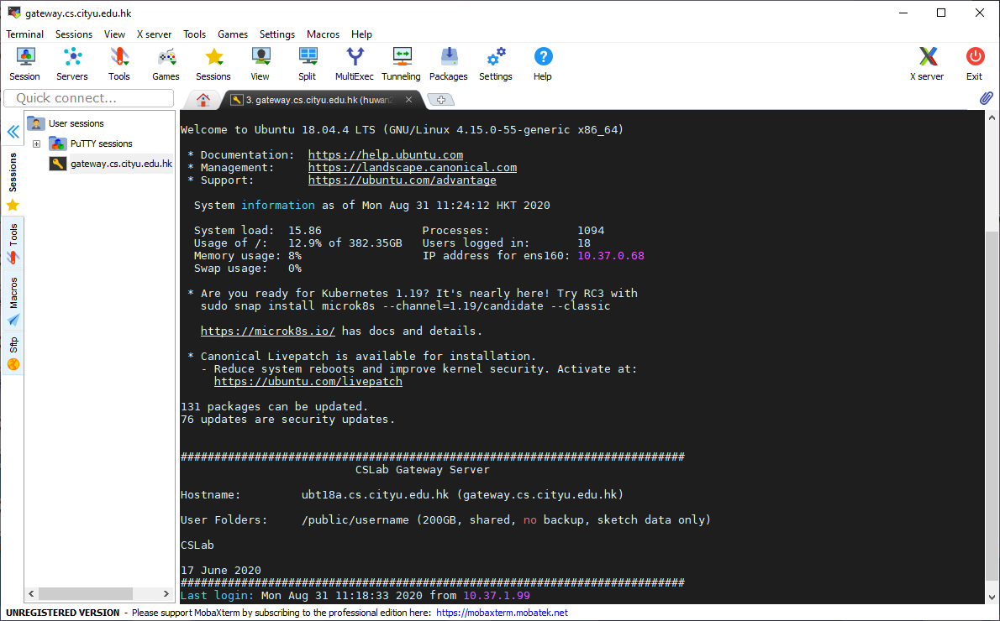 gateway.cs.cityu.edu.hk
Terminal Sessions View X server Tools Games Settings Macros Help
Session Servers Tools Games Sessions View Split MultiExec Tunneling Packages Settings Help X server Exit
Quick connect...
3. gateway.cs.cityu.edu.hk (huwan
User sessions
PuTTY sessions
gateway.cs.cityu.edu.hk
Sessions
Tools
Macros
Sftp
Welcome to Ubuntu 18.04.4 LTS (GNU/Linux 4.15.0-55-generic x86_64)
* Documentation: https://help.ubuntu.com
* Management: https://landscape.canonical.com
* Support: https://ubuntu.com/advantage
System information as of Mon Aug 31 11:24:12 HKT 2020
System load: 15.86 Processes: 1094
Usage of /: 12.9% of 382.35GB Users logged in: 18
Memory usage: 8% IP address for ens160: 10.37.0.68
Swap usage: 0%
* Are you ready for Kubernetes 1.19? It's nearly here! Try RC3 with
sudo snap install microk8s --channel=1.19/candidate --classic
https://microk8s.io/ has docs and details.
* Canonical Livepatch is available for installation.
- Reduce system reboots and improve kernel security. Activate at:
https://ubuntu.com/livepatch
131 packages can be updated.
76 updates are security updates.
###########################################################################
CSLab Gateway Server
Hostname: ubt18a.cs.cityu.edu.hk (gateway.cs.cityu.edu.hk)
User Folders: /public/username (200GB, shared, no backup, sketch data only)
CSLab
17 June 2020
###########################################################################
Last login: Mon Aug 31 11:18:33 2020 from 10.37.1.99
UNREGISTERED VERSION - Please support MobaXterm by subscribing to the professional edition here: https://mobaxterm.mobatek.net